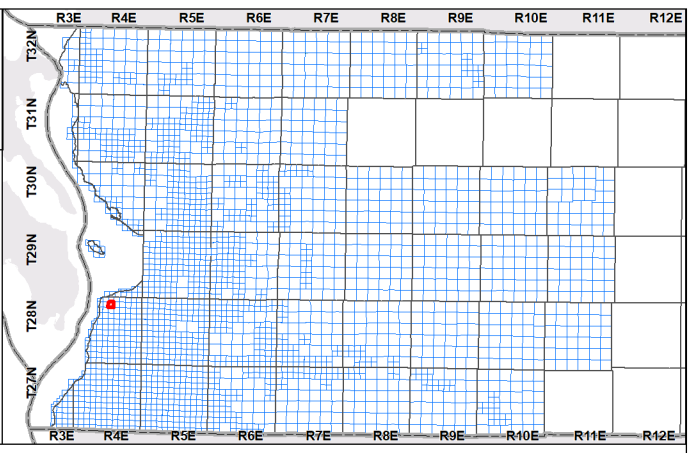 R3E R4E R5E R6E R7E R8E R9E R10E R11E R12E
T32N
T31N
T30N
T29N
T28N
T27N
R3E R4E R5E R6E R7E R8E R9E R10E R11E R12E